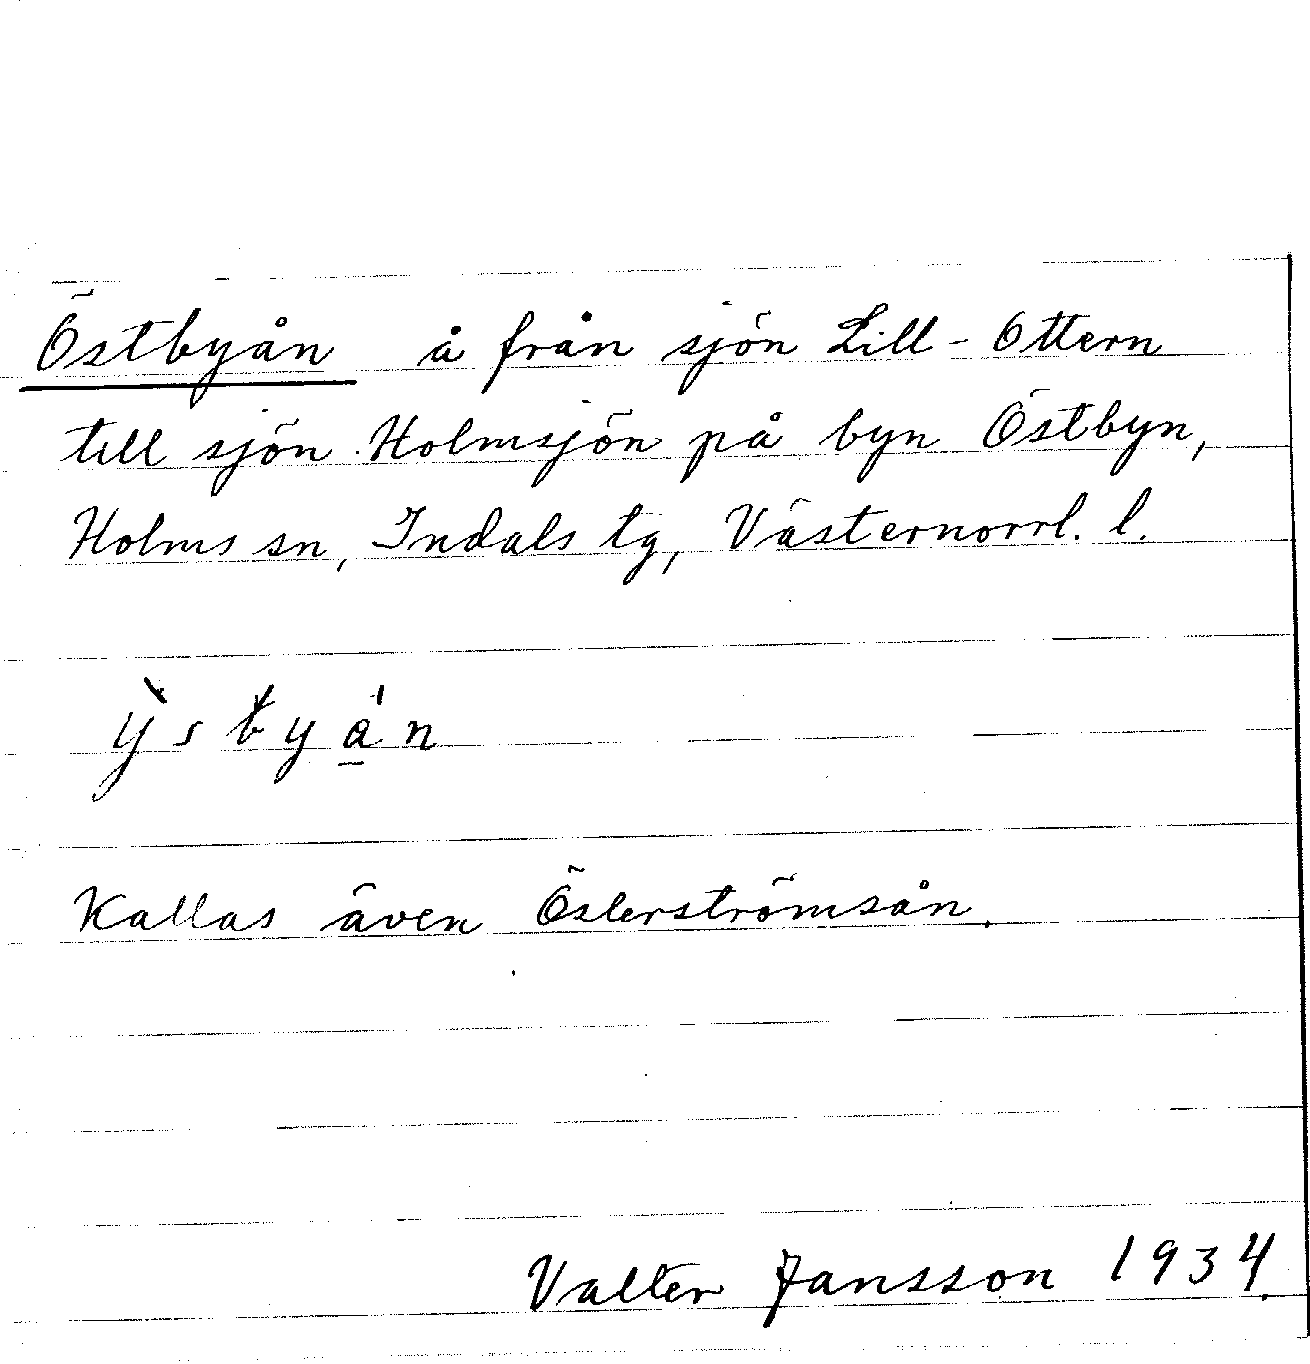 Östbyån å från sjön Lill-Ottern
till sjön Holmsjön på byn Östbyn,
Holms sn, Indals tg, Västernorrl. l.
Kallas även Österströmsån.
Valter Jansson 1934.